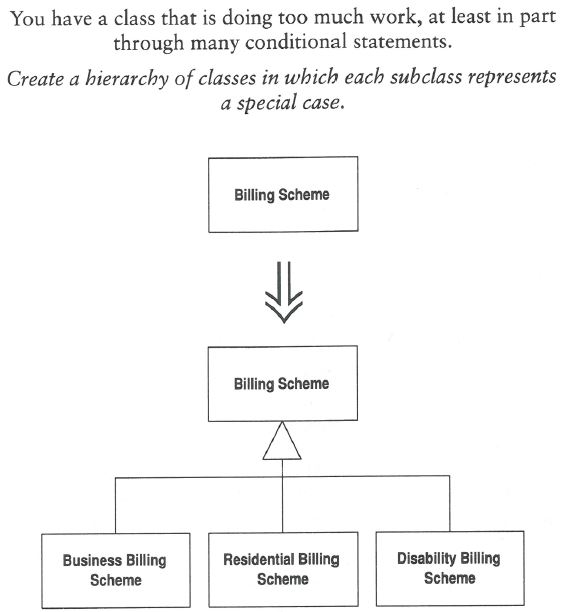 You have a class that is doing too much work, at least in part
through many conditional statements.
Create a hierarchy of classes in which each subclass represents
a special case.
Billing Scheme
Billing Scheme
Business Billing
Scheme
Residential Billing
Scheme
Disability Billing
Scheme